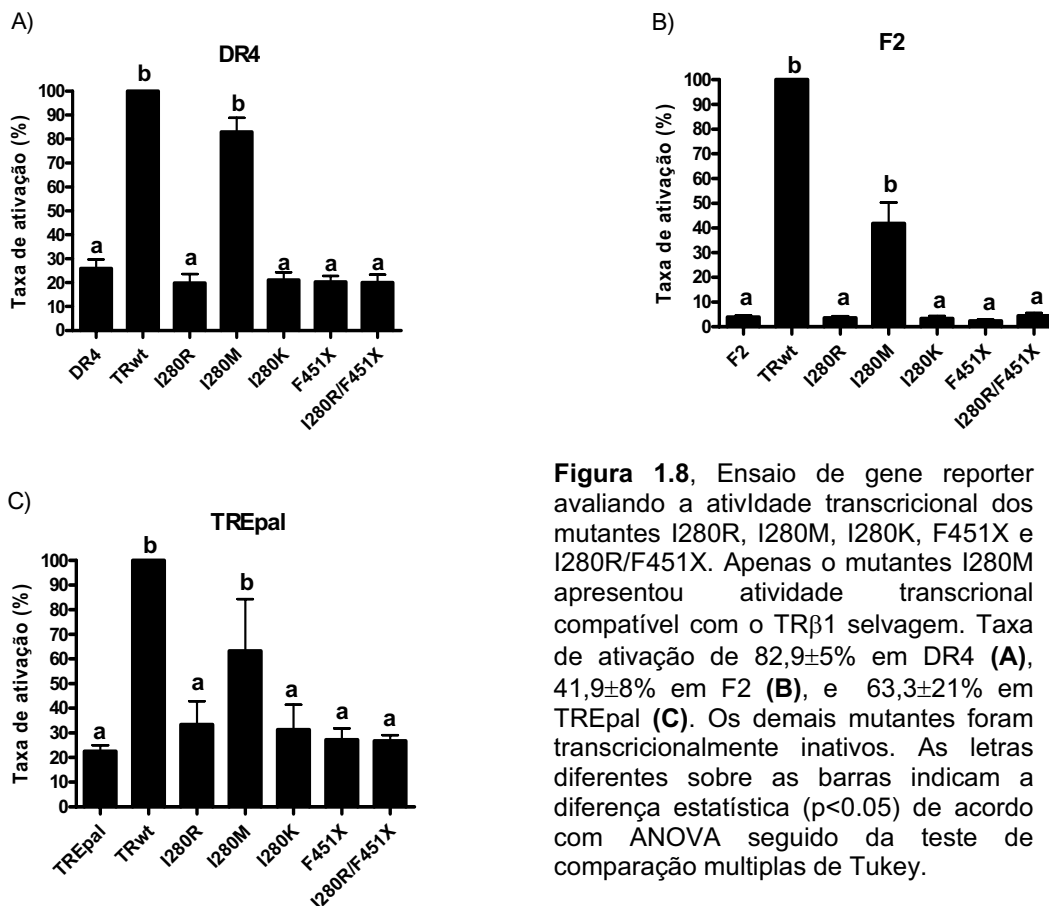 A)
DR4
Taxa de ativação (%)
100
90
80
70
60
50
40
30
20
10
0
a
b
a
b
a
a
a
DR4
TRwt
I280R
I280M
I280K
F451X
I280R/F451X
B)
F2
Taxa de ativação (%)
100
90
80
70
60
50
40
30
20
10
0
a
b
a
b
a
a
a
F2
TRwt
I280R
I280M
I280K
F451X
I280R/F451X
C)
TREpal
Taxa de ativação (%)
100
90
80
70
60
50
40
30
20
10
0
a
b
a
b
a
a
a
TREpal
TRwt
I280R
I280M
I280K
F451X
I280R/F451X
Figura 1.8, Ensaio de gene reporter
avaliando a ativIdade transcricional dos
mutantes I280R, I280M, I280K, F451X e
I280R/F451X. Apenas o mutantes I280M
apresentou atividade transcrional
compatível com o TRβ1 selvagem. Taxa
de ativação de 82,9±5% em DR4 (A),
41,9±8% em F2 (B), e 63,3±21% em
TREpal (C). Os demais mutantes foram
transcricionalmente inativos. As letras
diferentes sobre as barras indicam a
diferença estatística (p<0.05) de acordo
com ANOVA seguido da teste de
comparação multiplas de Tukey.